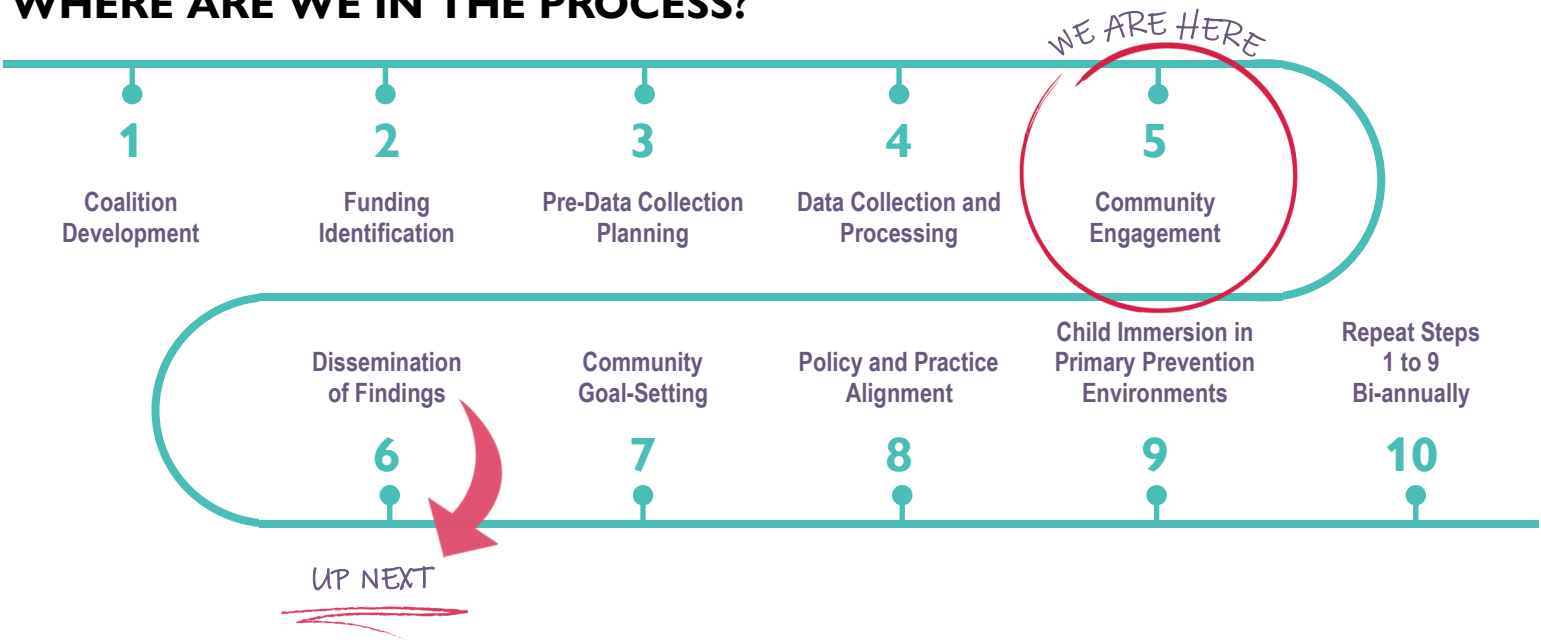 WHERE ARE WE IN THE PROCESS?
WE ARE HERE
1
Coalition
Development
2
Funding
Identification
3
Pre-Data Collection
Planning
4
Data Collection and
Processing
5
Community
Engagement
Dissemination
of Findings
6
Community
Goal-Setting
7
Policy and Practice
Alignment
8
Child Immersion in
Primary Prevention
Environments
9
Repeat Steps
1 to 9
Bi-annually
10
UP NEXT